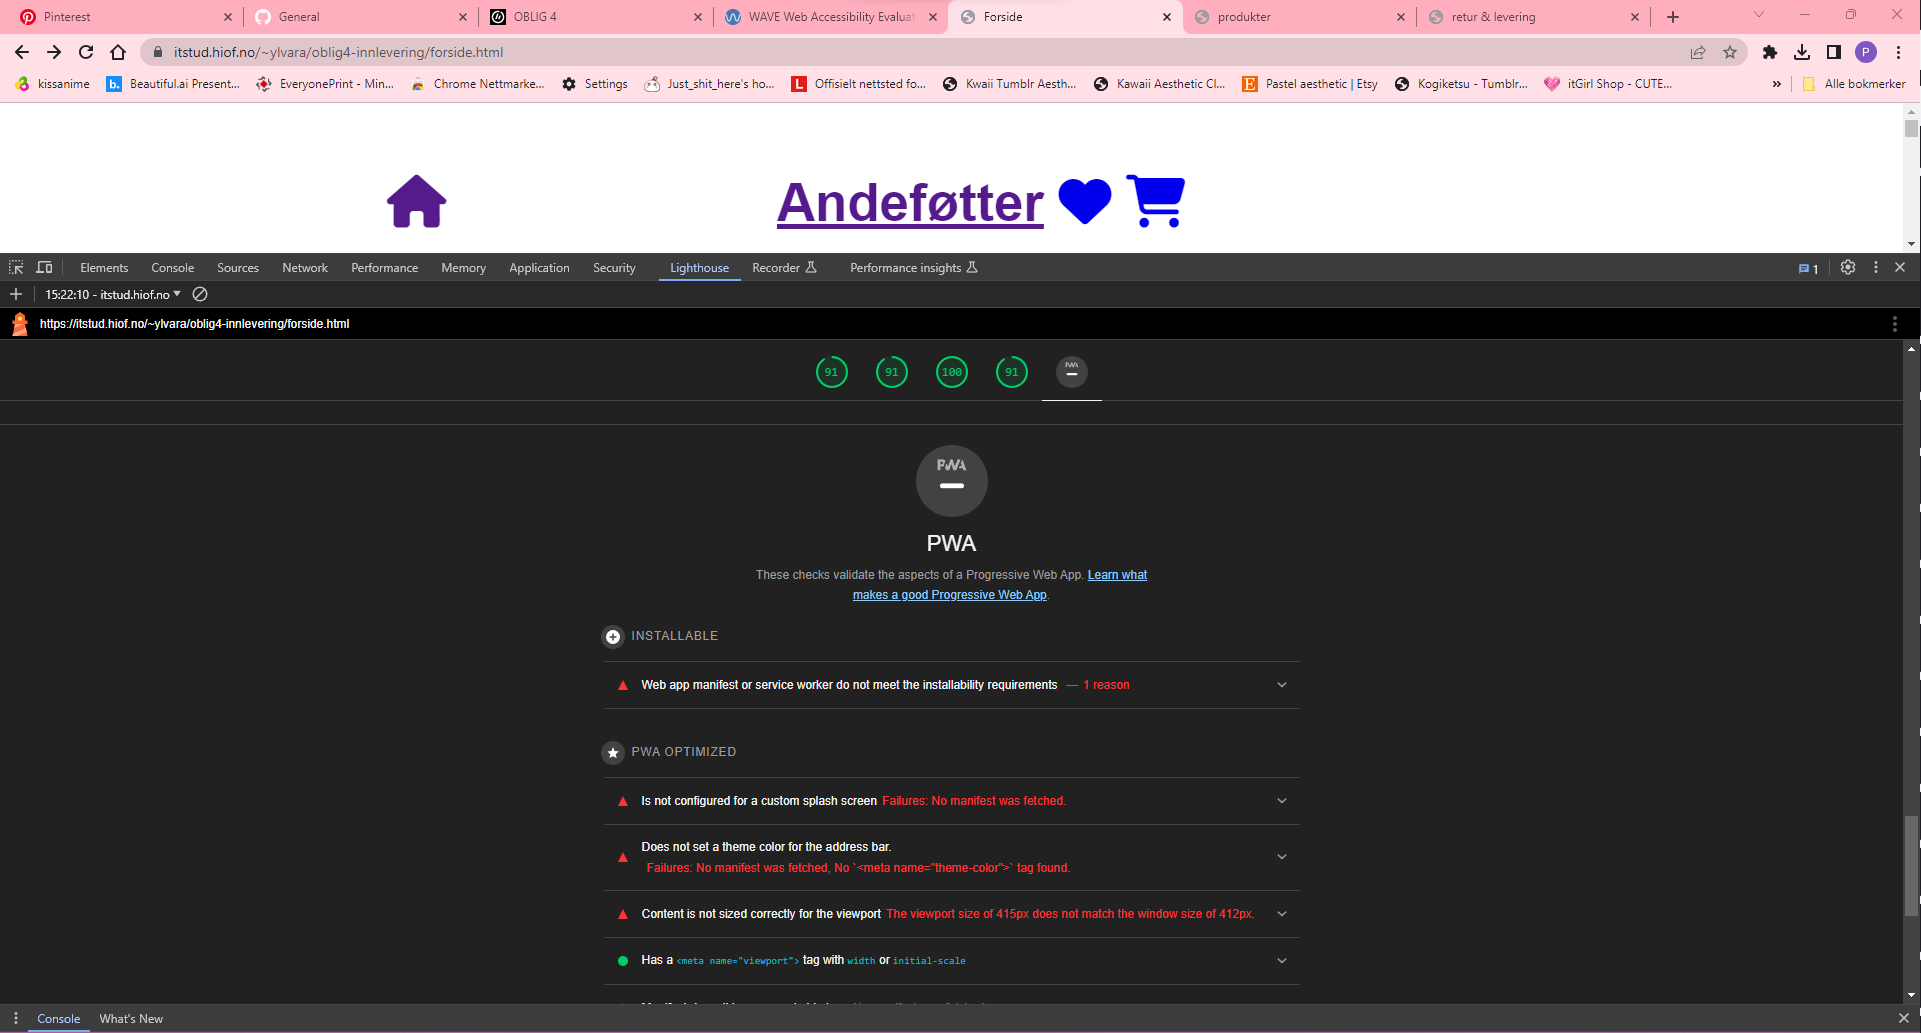 Pinterest
General
OBLIG 4
WAVE Web Accessibility Evaluat
Forside
produkter
retur & levering
itstud.hiof.no/~ylvara/oblig4-innlevering/forside.html
P
kissanime
b.
Beautiful.ai Present...
EveryonePrint - Min...
Chrome Nettmarke...
Settings
Just_shit_here's ho...
L
Offisielt nettsted fo...
Kwaii Tumblr Aesth...
Kawaii Aesthetic Cl...
E
Pastel aesthetic | Etsy
Kogiketsu - Tumblr...
itGirl Shop - CUTE...
»
Alle bokmerker
Andeføtter
Elements
Console
Sources
Network
Performance
Memory
Application
Security
Lighthouse
Recorder
Performance insights
1
15:22:10 - itstud.hiof.no
https://itstud.hiof.no/~ylvara/oblig4-innlevering/forside.html
91
91
100
91
PWA
PWA
PWA
These checks validate the aspects of a Progressive Web App. Learn what
makes a good Progressive Web App.
INSTALLABLE
Web app manifest or service worker do not meet the installability requirements — 1 reason
PWA OPTIMIZED
Is not configured for a custom splash screen Failures: No manifest was fetched.
Does not set a theme color for the address bar.
Failures: No manifest was fetched, No `<meta name="theme-color">` tag found.
Content is not sized correctly for the viewport The viewport size of 415px does not match the window size of 412px.
Has a <meta name="viewport"> tag with width or initial-scale
Console
What's New